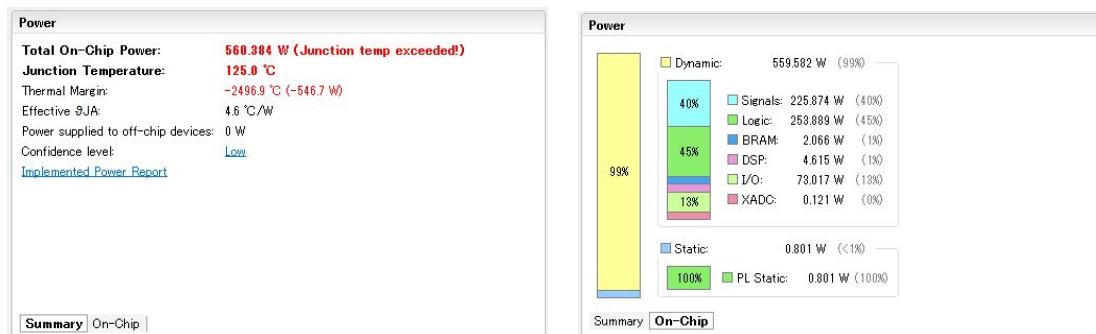 Power
Total On-Chip Power: 560.384 W (Junction temp exceeded!)
Junction Temperature: 125.0 ℃
Thermal Margin: -2496.9 ℃ (-546.7 W)
Effective ϑJA: 4.6 ℃/W
Power supplied to off-chip devices: 0 W
Confidence level: Low
Implemented Power Report
Summary On-Chip
Power
Dynamic: 559.582 W (99%)
40% Signals: 225.874 W (40%)
Logic: 253.889 W (45%)
45% BRAM: 2.066 W (1%)
99% DSP: 4.615 W (1%)
I/O: 73.017 W (13%)
13% XADC: 0.121 W (0%)
Static: 0.801 W (<1%)
100% PL Static: 0.801 W (100%)
Summary On-Chip